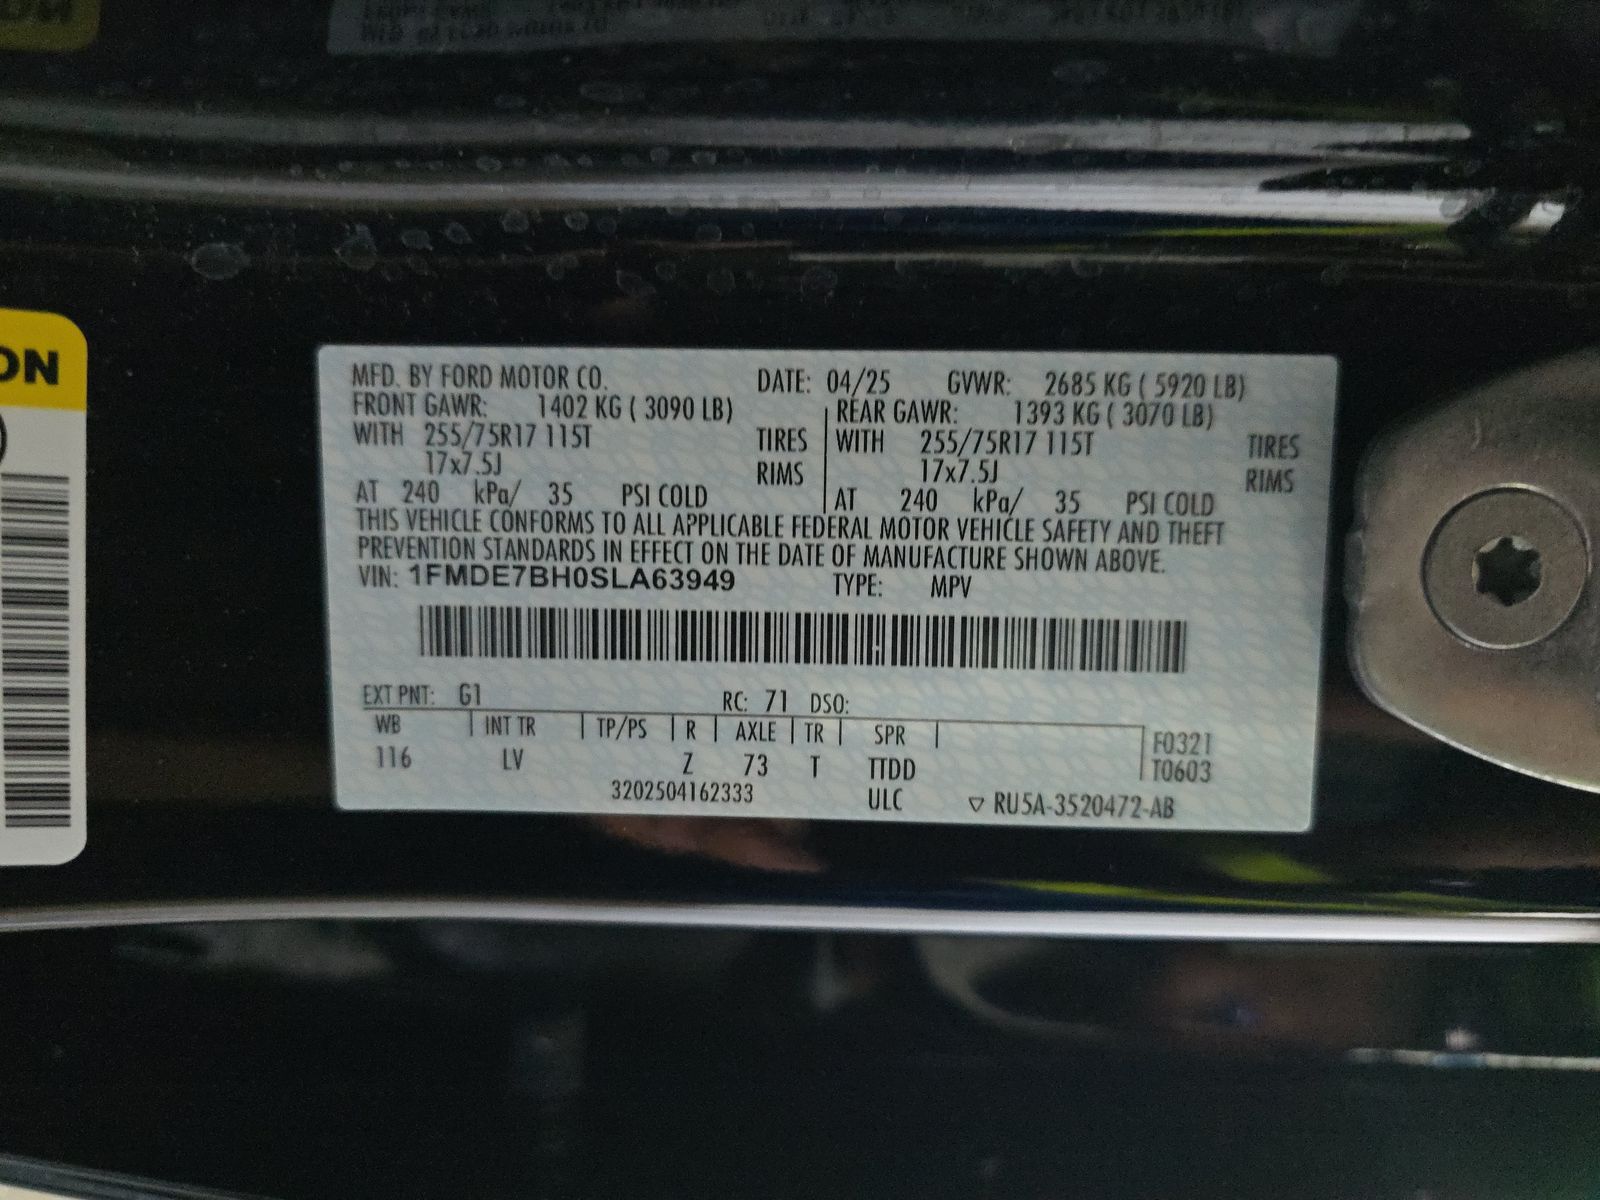 ON
MFD. BY FORD MOTOR CO. DATE: 04/25 GVWR: 2685 KG ( 5920 LB)
FRONT GAWR: 1402 KG ( 3090 LB) REAR GAWR: 1393 KG ( 3070 LB)
WITH 255/75R17 115T TIRES WITH 255/75R17 115T TIRES
17x7.5J RIMS 17x7.5J RIMS
AT 240 kPa/ 35 PSI COLD AT 240 kPa/ 35 PSI COLD
THIS VEHICLE CONFORMS TO ALL APPLICABLE FEDERAL MOTOR VEHICLE SAFETY AND THEFT
PREVENTION STANDARDS IN EFFECT ON THE DATE OF MANUFACTURE SHOWN ABOVE.
VIN: 1FMDE7BH0SLA63949 TYPE: MPV
EXT PNT: G1 RC: 71 DSO:
WB INT TR TP/PS R AXLE TR SPR F0321
116 LV Z 73 T TTDD T0603
3202504162333 ULC ▽ RU5A-3520472-AB